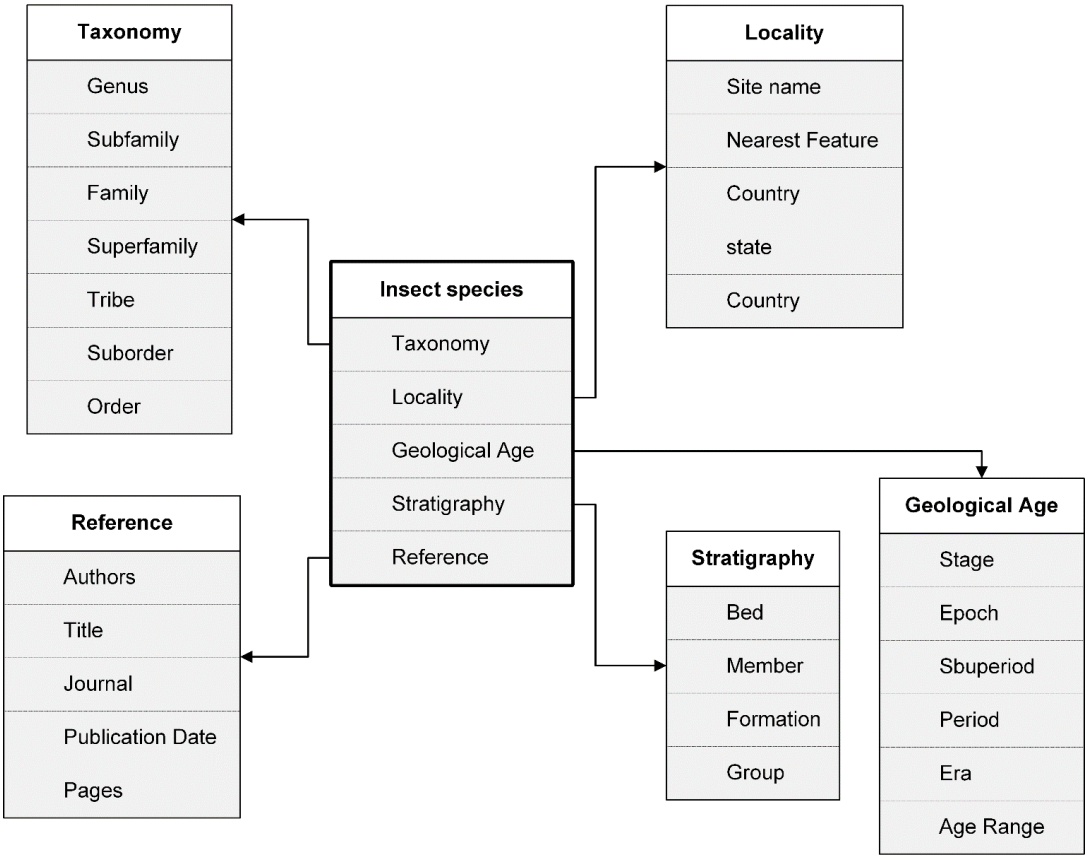 Taxonomy
Genus
Subfamily
Family
Superfamily
Tribe
Suborder
Order
Locality
Site name
Nearest Feature
Country
state
Country
Insect species
Taxonomy
Locality
Geological Age
Stratigraphy
Reference
Reference
Authors
Title
Journal
Publication Date
Pages
Stratigraphy
Bed
Member
Formation
Group
Geological Age
Stage
Epoch
Sbuperiod
Period
Era
Age Range